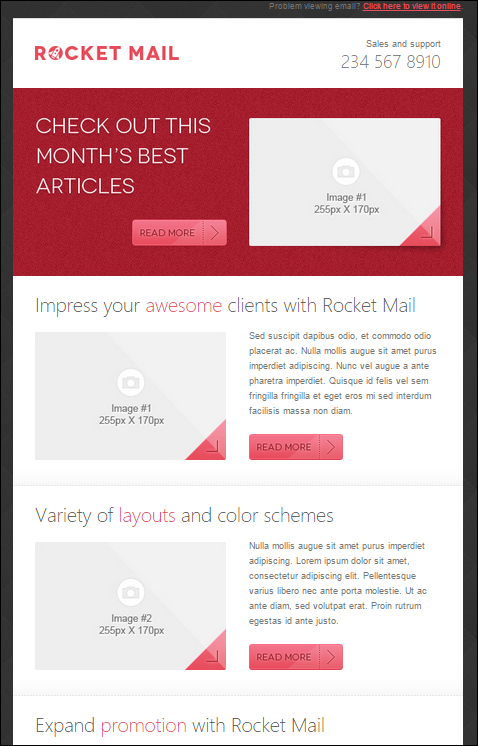 Problem viewing email? Click here to view it online.
ROCKET MAIL
Sales and support
234 567 8910
CHECK OUT THIS
MONTH'S BEST
ARTICLES
READ MORE
Image #1
255px X 170px
Impress your awesome clients with Rocket Mail
Image #1
255px X 170px
Sed suscipit dapibus odio, et commodo odio
placerat ac. Nulla mollis augue sit amet purus
imperdiet adipiscing. Nunc vel augue a ante
pharetra imperdiet. Quisque id felis vel sem
fringilla fringilla et eget eros mi sed interdum
facilisis massa non diam.
READ MORE
Variety of layouts and color schemes
Image #2
255px X 170px
Nulla mollis augue sit amet purus imperdiet
adipiscing. Lorem ipsum dolor sit amet,
consectetur adipiscing elit. Pellentesque
varius libero nec ante porta molestie. Ut ac
ante diam, sed volutpat erat. Proin rutrum
egestas id ante justo.
READ MORE
Expand promotion with Rocket Mail